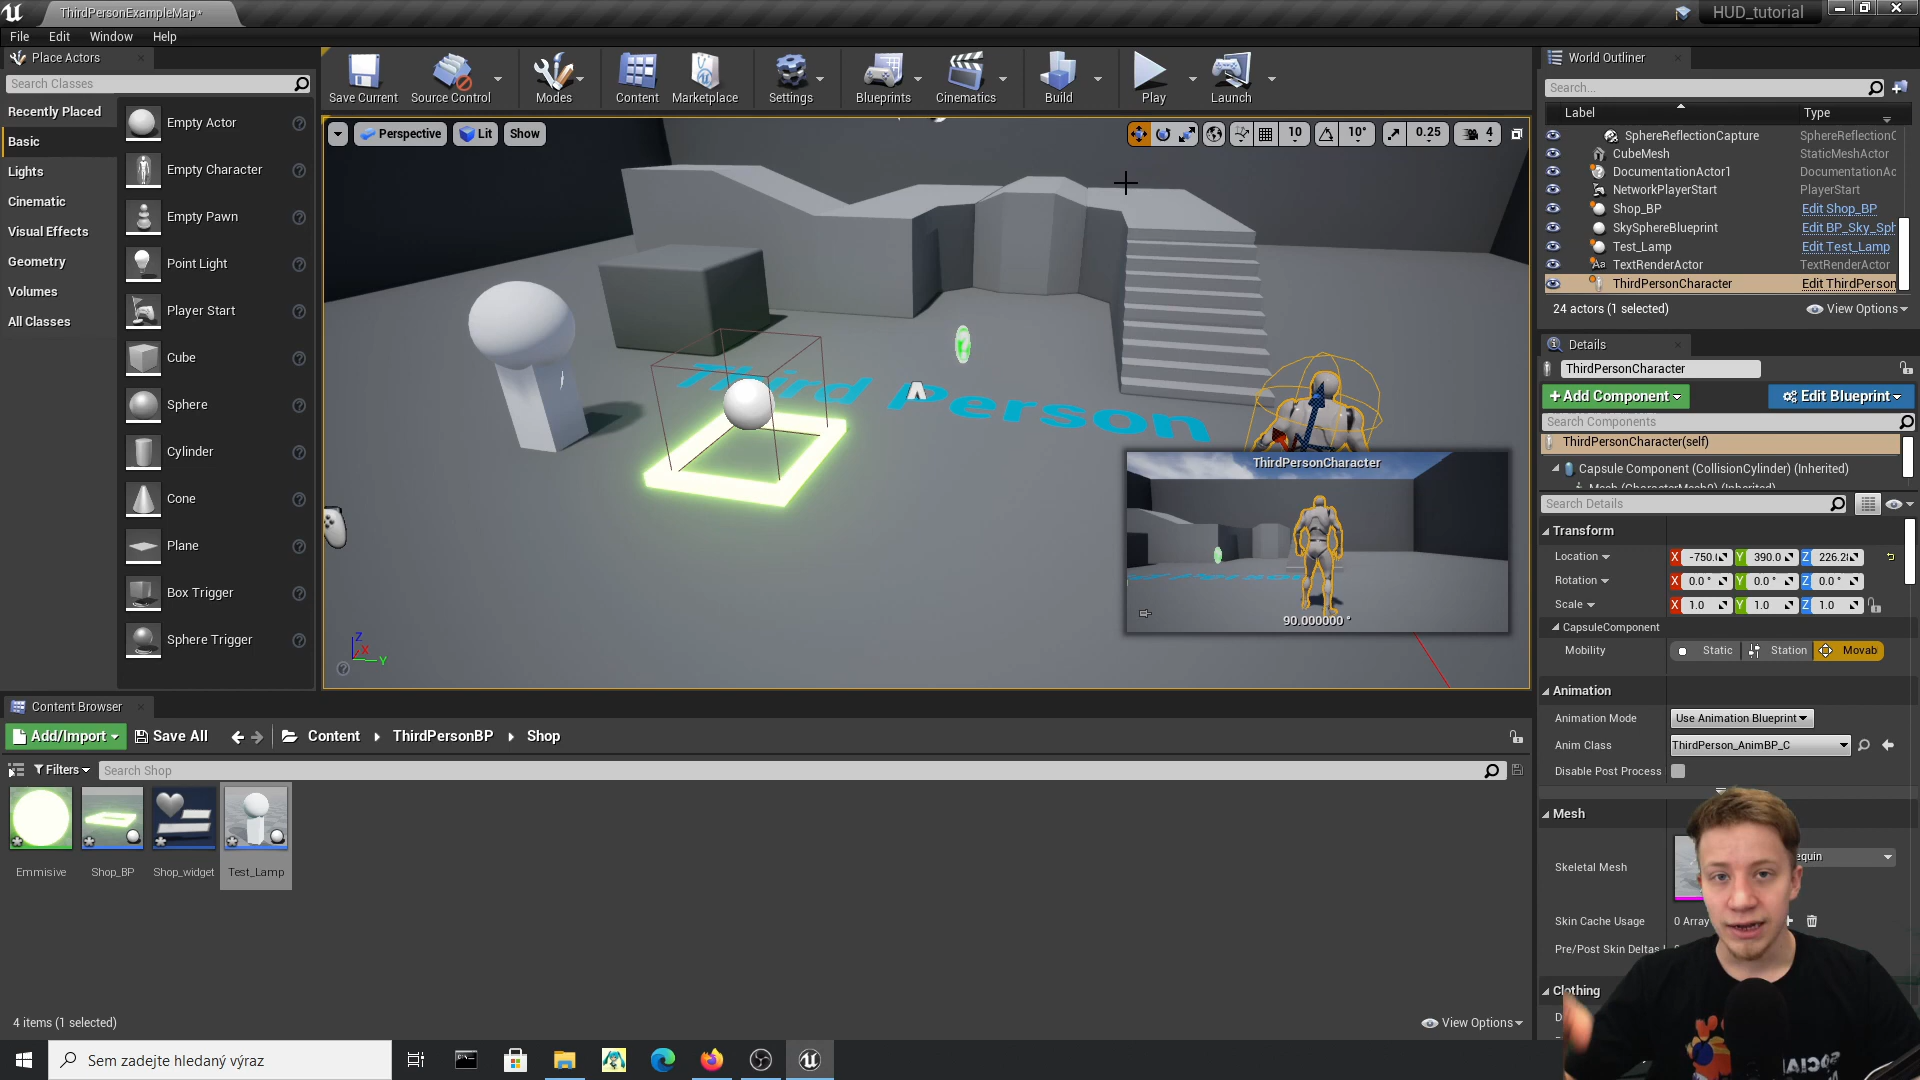 ThirdPersonExampleMap*
HUD_tutorial
File Edit Window Help
Place Actors
Search Classes
Recently Placed
Basic
Lights
Cinematic
Visual Effects
Geometry
Volumes
All Classes
Empty Actor
Empty Character
Empty Pawn
Point Light
Player Start
Cube
Sphere
Cylinder
Cone
Plane
Box Trigger
Sphere Trigger
Save Current
Source Control
Modes
Content
Marketplace
Settings
Blueprints
Cinematics
Build
Play
Launch
Perspective
Lit
Show
10
10°
0.25
4
Third Person
ThirdPersonCharacter
90.000000 °
Z
X
Y
World Outliner
Search...
Label
Type
SphereReflectionCapture SphereReflectionC
CubeMesh StaticMeshActor
DocumentationActor1 DocumentationAc
NetworkPlayerStart PlayerStart
Shop_BP Edit Shop_BP
SkySphereBlueprint Edit BP_Sky_Sph
Test_Lamp Edit Test_Lamp
TextRenderActor TextRenderActor
ThirdPersonCharacter Edit ThirdPerson
24 actors (1 selected)
View Options
Details
ThirdPersonCharacter
+Add Component
Edit Blueprint
Search Components
ThirdPersonCharacter(self)
Capsule Component (CollisionCylinder) (Inherited)
Mesh (CharacterMesh0) (Inherited)
Search Details
Transform
Location X -750.0 Y 390.0 Z 226.2
Rotation X 0.0 ° Y 0.0 ° Z 0.0 °
Scale X 1.0 Y 1.0 Z 1.0
CapsuleComponent
Mobility Static Station Movab
Animation
Animation Mode Use Animation Blueprint
Anim Class ThirdPerson_AnimBP_C
Disable Post Process
Mesh
Skeletal Mesh
equin
Skin Cache Usage 0 Array
Pre/Post Skin Deltas
Clothing
Content Browser
Add/Import
Save All
Content
ThirdPersonBP
Shop
Filters
Search Shop
Emmisive
Shop_BP
Shop_widget
Test_Lamp
4 items (1 selected)
View Options
Sem zadejte hledaný výraz